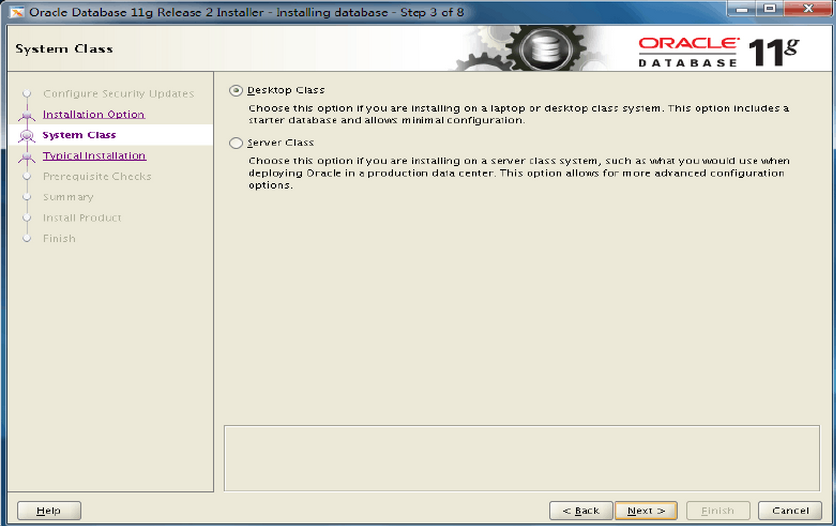 Oracle Database 11g Release 2 Installer - Installing database - Step 3 of 8
System Class
ORACLE
DATABASE 11g
Configure Security Updates
Installation Option
System Class
Typical Installation
Prerequisite Checks
Summary
Install Product
Finish
Desktop Class
Choose this option if you are installing on a laptop or desktop class system. This option includes a
starter database and allows minimal configuration.
Server Class
Choose this option if you are installing on a server class system, such as what you would use when
deploying Oracle in a production data center. This option allows for more advanced configuration
options.
Help
< Back
Next >
Finish
Cancel